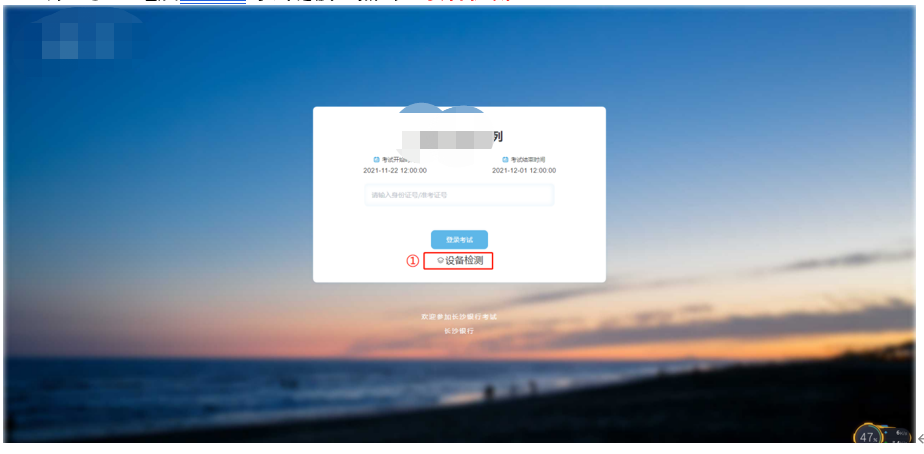 列
考试开始时间 考试结束时间
2021-11-22 12:00:00 2021-12-01 12:00:00
请输入身份证号/准考证号
登录考试
① 设备检测
欢迎参加长沙银行考试
长沙银行
47%